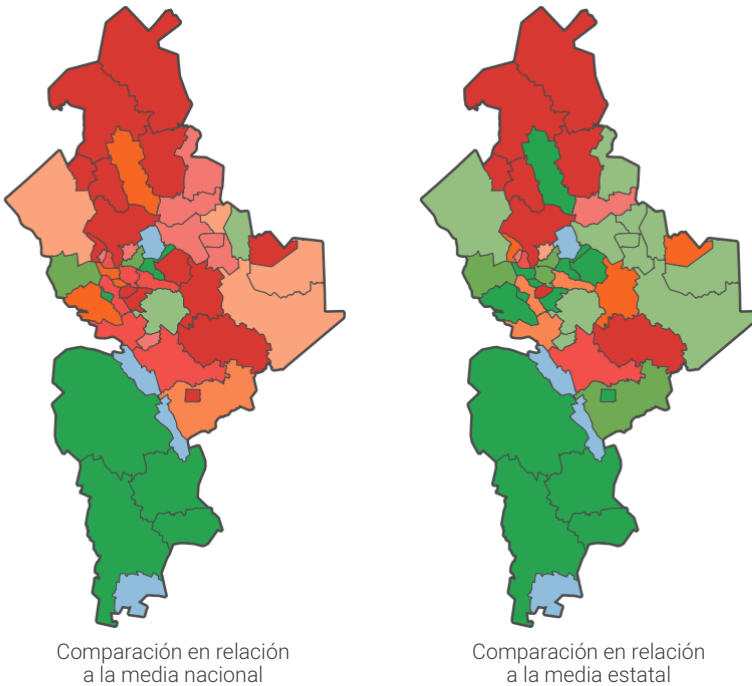 Comparación en relación
a la media nacional
Comparación en relación
a la media estatal